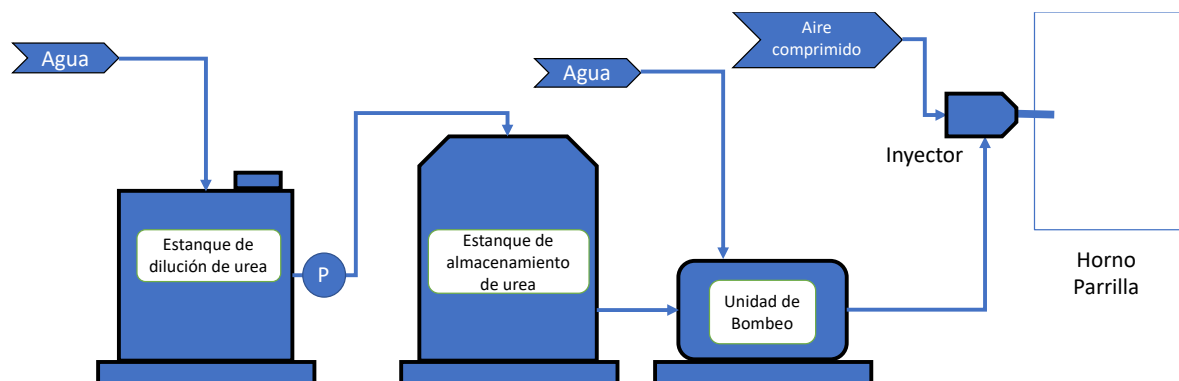 Agua
Estanque de
dilución de urea
P
Estanque de
almacenamiento
de urea
Agua
Unidad de
Bombeo
Aire
comprimido
Inyector
Horno
Parrilla